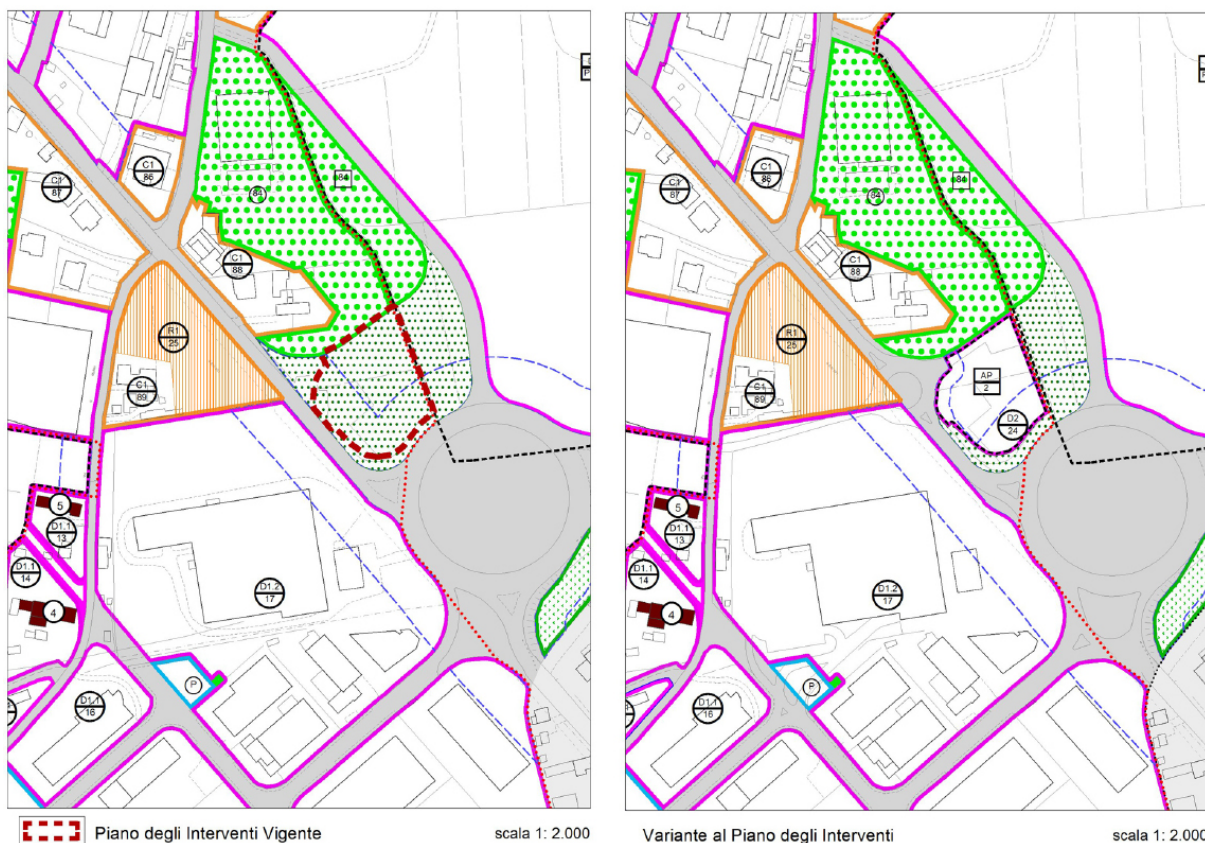 C1
86
C1
87
84
84
C1
88
R1
25
C1
89
5
D1.1
13
D1.1
14
4
D1.2
17
P
D1.1
16
Piano degli Interventi Vigente
scala 1: 2.000
C1
86
C1
87
84
84
C1
88
R1
25
AP
2
D2
24
C1
89
5
D1.1
13
D1.1
14
4
D1.2
17
P
D1.1
16
Variante al Piano degli Interventi
scala 1: 2.000